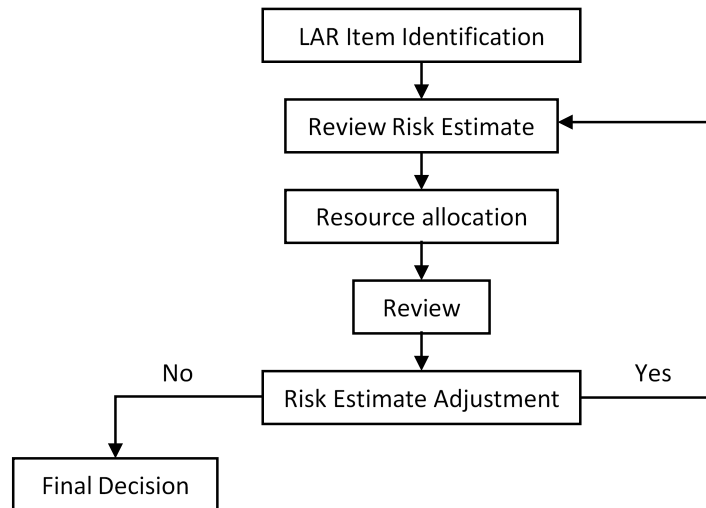 LAR Item Identification
Review Risk Estimate
Resource allocation
Review
No
Yes
Risk Estimate Adjustment
Final Decision